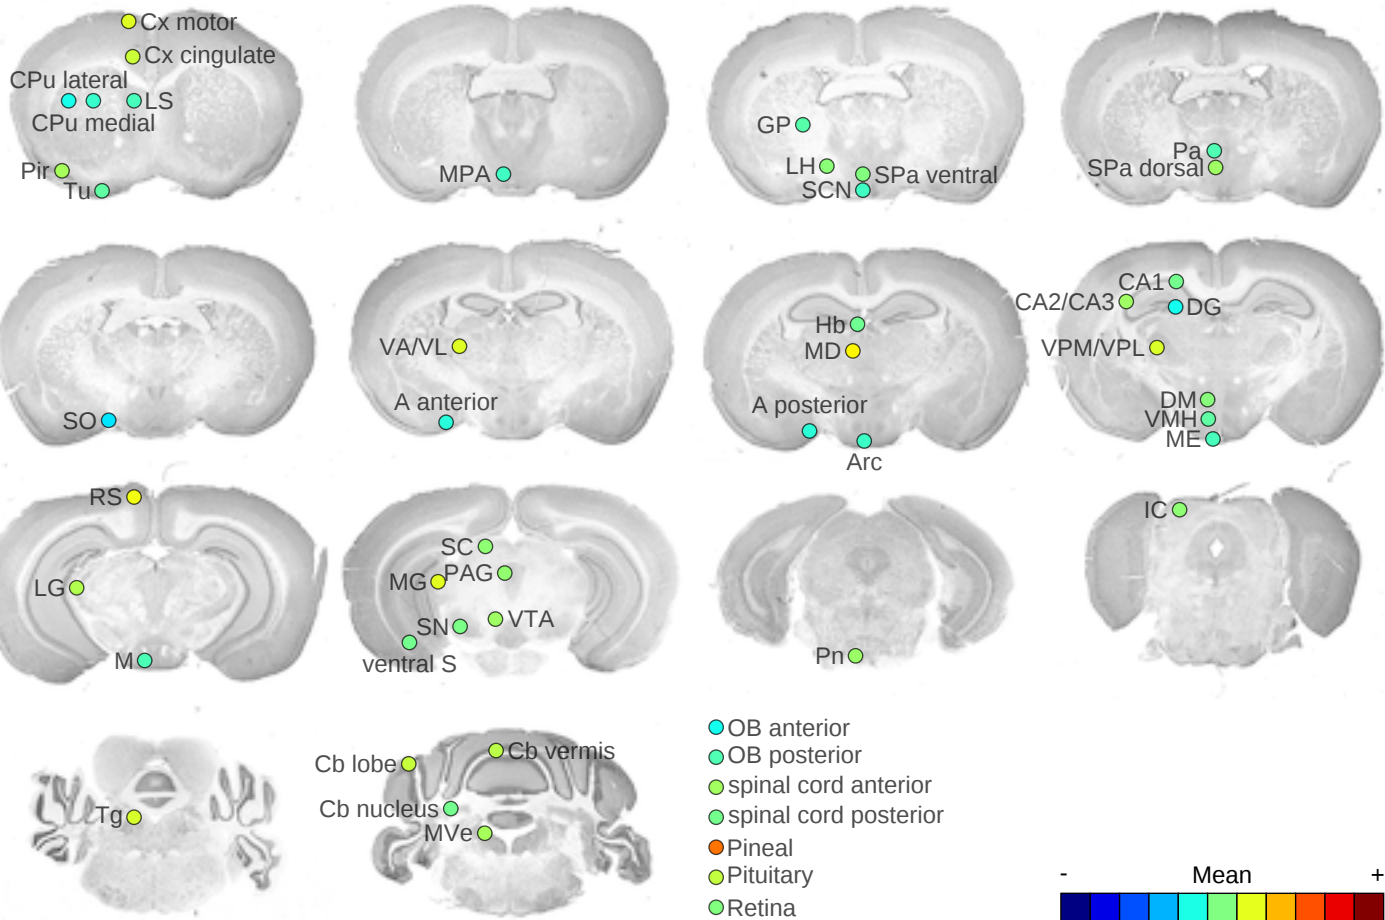 Cx motor
Cx cingulate
CPu lateral
LS
CPu medial
Pir
Tu
MPA
GP
LH
SPa ventral
SCN
Pa
SPa dorsal
SO
VA/VL
A anterior
Hb
MD
A posterior
Arc
CA1
CA2/CA3
DG
VPM/VPL
DM
VMH
ME
RS
LG
M
SC
MG
PAG
SN
VTA
ventral S
Pn
IC
Tg
Cb lobe
Cb vermis
Cb nucleus
MVe
OB anterior
OB posterior
spinal cord anterior
spinal cord posterior
Pineal
Pituitary
Retina
- Mean +